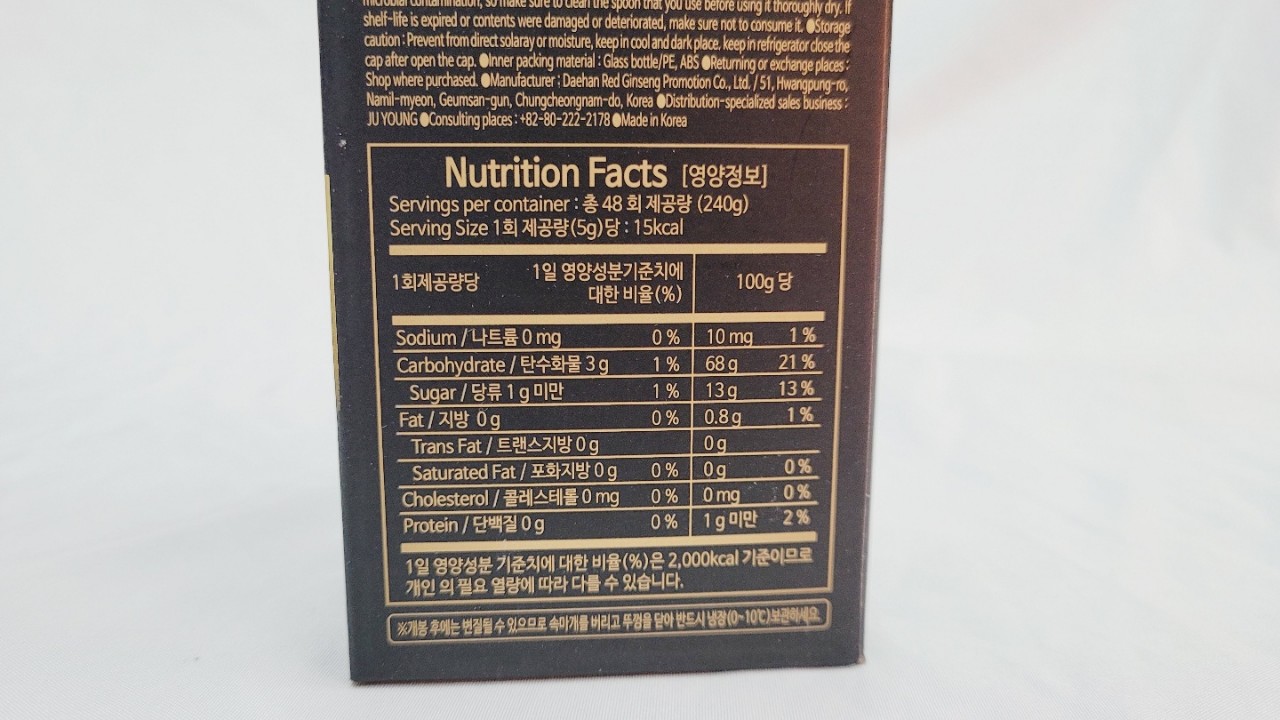 microbial contamination, so make sure to clean the spoon that you use before using it thoroughly dry. If
shelf-life is expired or contents were damaged or deteriorated, make sure not to consume it. ●Storage
caution : Prevent from direct solaray or moisture, keep in cool and dark place. keep in refrigerator close the
cap after open the cap. ●Inner packing material : Glass bottle/PE, ABS ●Returning or exchange places :
Shop where purchased. ●Manufacturer : Daehan Red Ginseng Promotion Co., Ltd. / 51, Hwangpung-ro,
Namil-myeon, Geumsan-gun, Chungcheongnam-do, Korea ●Distribution-specialized sales business :
JU YOUNG ●Consulting places : +82-80-222-2178 ●Made in Korea
Nutrition Facts [영양정보]
Servings per container : 총 48 회 제공량 (240g)
Serving Size 1회 제공량(5g)당 : 15kcal
1회제공량당 1일 영양성분기준치에 대한 비율(%) 100g 당
Sodium / 나트륨 0 mg 0 % 10 mg 1 %
Carbohydrate / 탄수화물 3 g 1 % 68 g 21 %
Sugar / 당류 1 g 미만 1 % 13 g 13 %
Fat / 지방 0 g 0 % 0.8 g 1 %
Trans Fat / 트랜스지방 0 g 0 g
Saturated Fat / 포화지방 0 g 0 % 0 g 0 %
Cholesterol / 콜레스테롤 0 mg 0 % 0 mg 0 %
Protein / 단백질 0 g 0 % 1 g 미만 2 %
1일 영양성분 기준치에 대한 비율(%)은 2,000kcal 기준이므로
개인 의 필요 열량에 따라 다를 수 있습니다.
※개봉 후에는 변질될 수 있으므로 속마개를 버리고 뚜껑을 닫아 반드시 냉장(0~10℃)보관하세요.